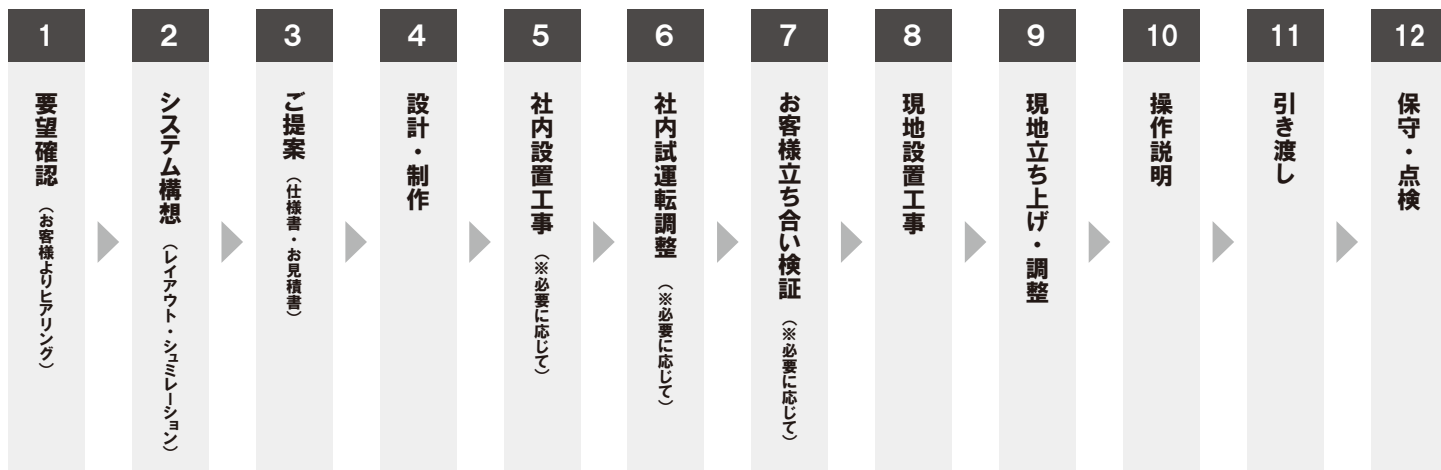 1
要望確認（お客様よりヒアリング）
2
システム構想（レイアウト・シュミレーション）
3
ご提案（仕様書・お見積書）
4
設計・制作
5
社内設置工事（※必要に応じて）
6
社内試運転調整（※必要に応じて）
7
お客様立ち合い検証（※必要に応じて）
8
現地設置工事
9
現地立ち上げ・調整
10
操作説明
11
引き渡し
12
保守・点検